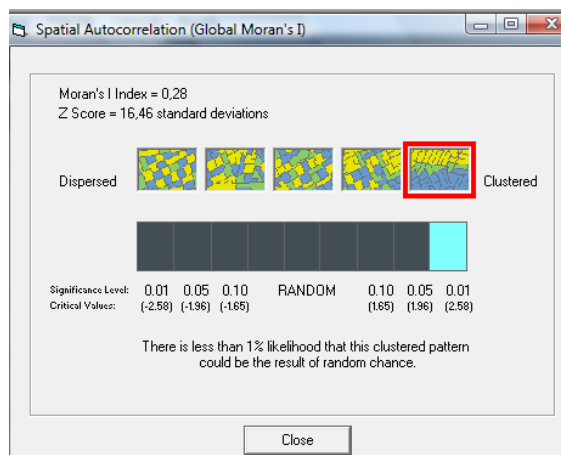 Spatial Autocorrelation (Global Moran's I)
Moran's I Index = 0,28
Z Score = 16,46 standard deviations
Dispersed Clustered
Significance Level: 0.01 0.05 0.10 RANDOM 0.10 0.05 0.01
Critical Values: (-2.58) (-1.96) (-1.65) (1.65) (1.96) (2.58)
There is less than 1% likelihood that this clustered pattern
could be the result of random chance.
Close